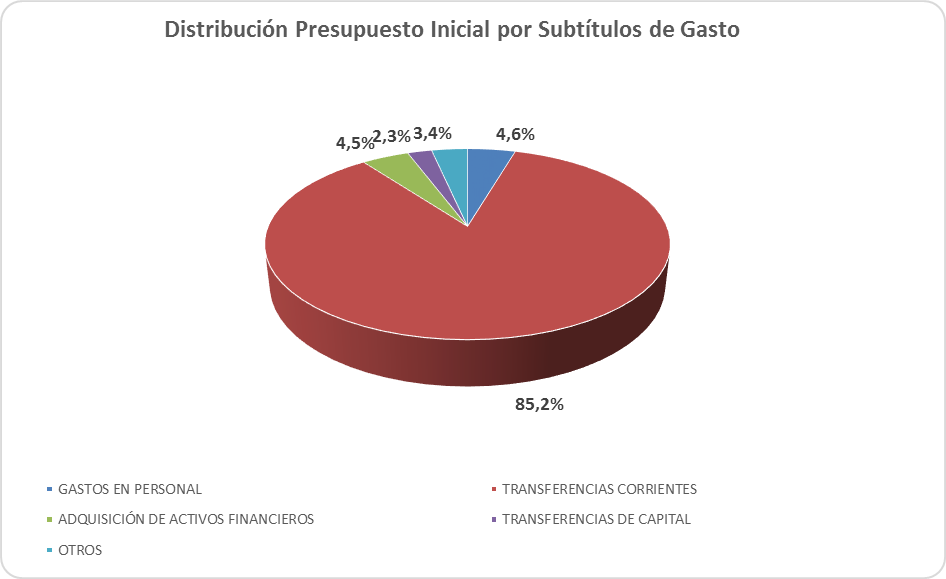 Distribución Presupuesto Inicial por Subtítulos de Gasto
4,5%
2,3%
3,4%
4,6%
85,2%
GASTOS EN PERSONAL
TRANSFERENCIAS CORRIENTES
ADQUISICIÓN DE ACTIVOS FINANCIEROS
TRANSFERENCIAS DE CAPITAL
OTROS